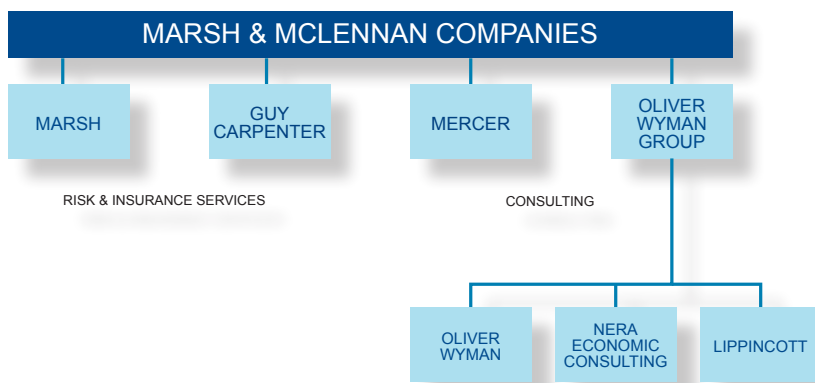 MARSH & MCLENNAN COMPANIES
MARSH
GUY
CARPENTER
MERCER
OLIVER
WYMAN
GROUP
RISK & INSURANCE SERVICES
CONSULTING
OLIVER
WYMAN
NERA
ECONOMIC
CONSULTING
LIPPINCOTT